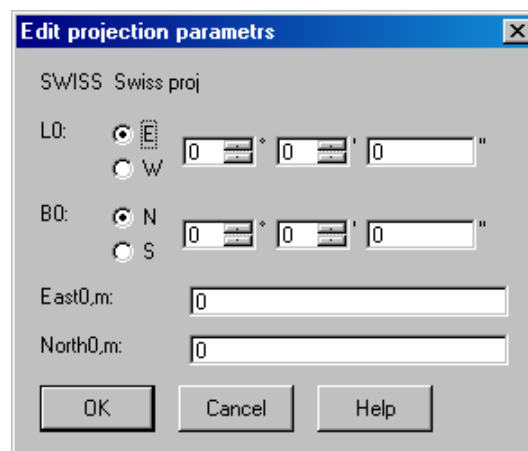 Edit projection parametrs
SWISS Swiss proj
L0: E 0 ° 0 ' 0 "
W
B0: N 0 ° 0 ' 0 "
S
East0,m: 0
North0,m: 0
OK Cancel Help